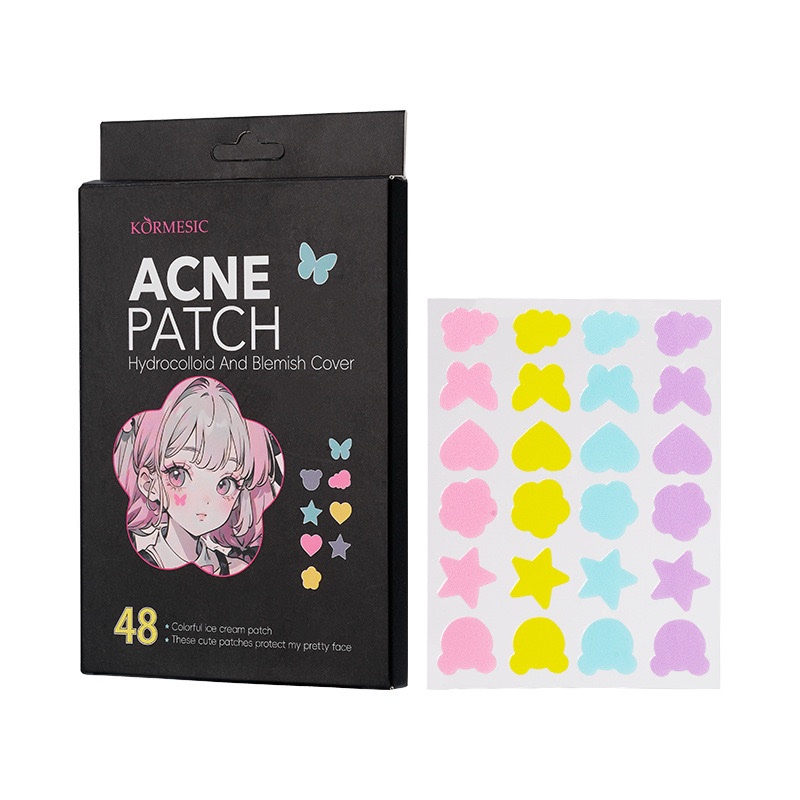 KORMESIC
ACNE
PATCH
Hydrocolloid And Blemish Cover
48
★ Colorful ice cream patch
★ These cute patches protect my pretty face